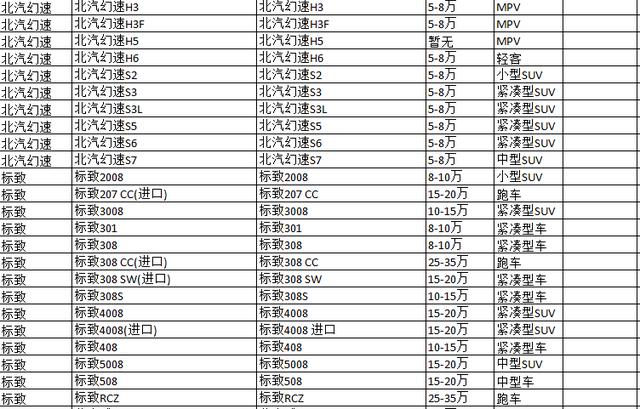 北汽幻速 北汽幻速H3 北汽幻速H3 5-8万 MPV
北汽幻速 北汽幻速H3F 北汽幻速H3F 5-8万 MPV
北汽幻速 北汽幻速H5 北汽幻速H5 暂无 MPV
北汽幻速 北汽幻速H6 北汽幻速H6 5-8万 轻客
北汽幻速 北汽幻速S2 北汽幻速S2 5-8万 小型SUV
北汽幻速 北汽幻速S3 北汽幻速S3 5-8万 紧凑型SUV
北汽幻速 北汽幻速S3L 北汽幻速S3L 5-8万 紧凑型SUV
北汽幻速 北汽幻速S5 北汽幻速S5 5-8万 紧凑型SUV
北汽幻速 北汽幻速S6 北汽幻速S6 5-8万 紧凑型SUV
北汽幻速 北汽幻速S7 北汽幻速S7 5-8万 中型SUV
标致 标致2008 标致2008 8-10万 小型SUV
标致 标致207 CC(进口) 标致207 CC 15-20万 跑车
标致 标致3008 标致3008 10-15万 紧凑型SUV
标致 标致301 标致301 8-10万 紧凑型车
标致 标致308 标致308 8-10万 紧凑型车
标致 标致308 CC(进口) 标致308 CC 25-35万 跑车
标致 标致308 SW(进口) 标致308 SW 15-20万 紧凑型车
标致 标致308S 标致308S 10-15万 紧凑型车
标致 标致4008 标致4008 15-20万 紧凑型SUV
标致 标致4008(进口) 标致4008 进口 15-20万 紧凑型SUV
标致 标致408 标致408 10-15万 紧凑型车
标致 标致5008 标致5008 15-20万 中型SUV
标致 标致508 标致508 15-20万 中型车
标致 标致RCZ 标致RCZ 25-35万 跑车